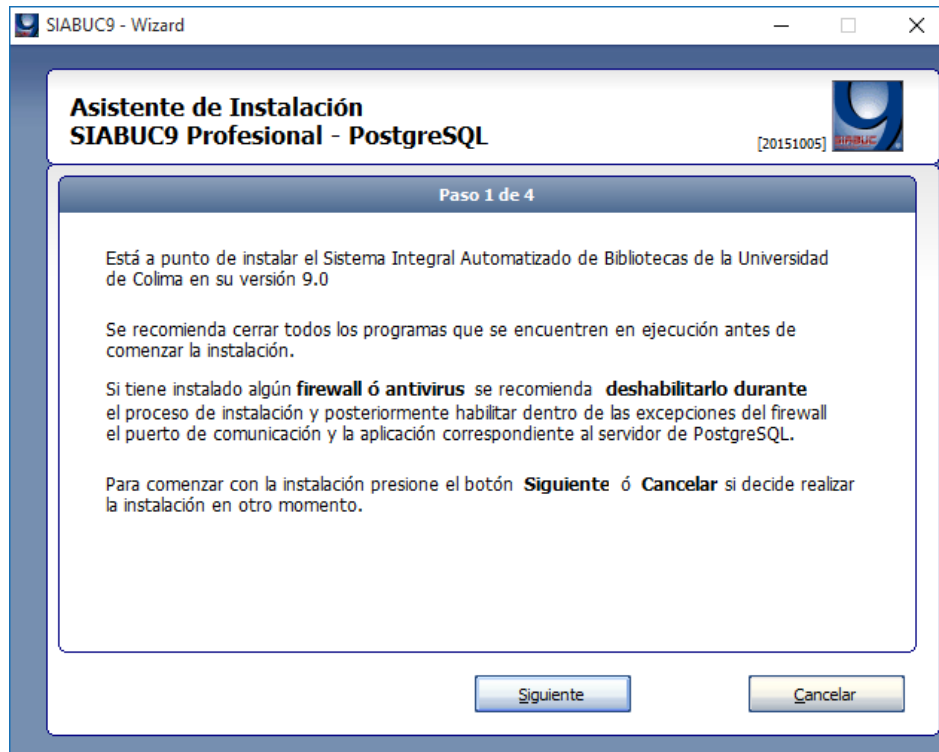 SIABUC9 - Wizard
Asistente de Instalación
SIABUC9 Profesional - PostgreSQL
[20151005]
SIABUC
Paso 1 de 4
Está a punto de instalar el Sistema Integral Automatizado de Bibliotecas de la Universidad
de Colima en su versión 9.0
Se recomienda cerrar todos los programas que se encuentren en ejecución antes de
comenzar la instalación.
Si tiene instalado algún firewall ó antivirus se recomienda deshabilitarlo durante
el proceso de instalación y posteriormente habilitar dentro de las excepciones del firewall
el puerto de comunicación y la aplicación correspondiente al servidor de PostgreSQL.
Para comenzar con la instalación presione el botón Siguiente ó Cancelar si decide realizar
la instalación en otro momento.
Siguiente
Cancelar